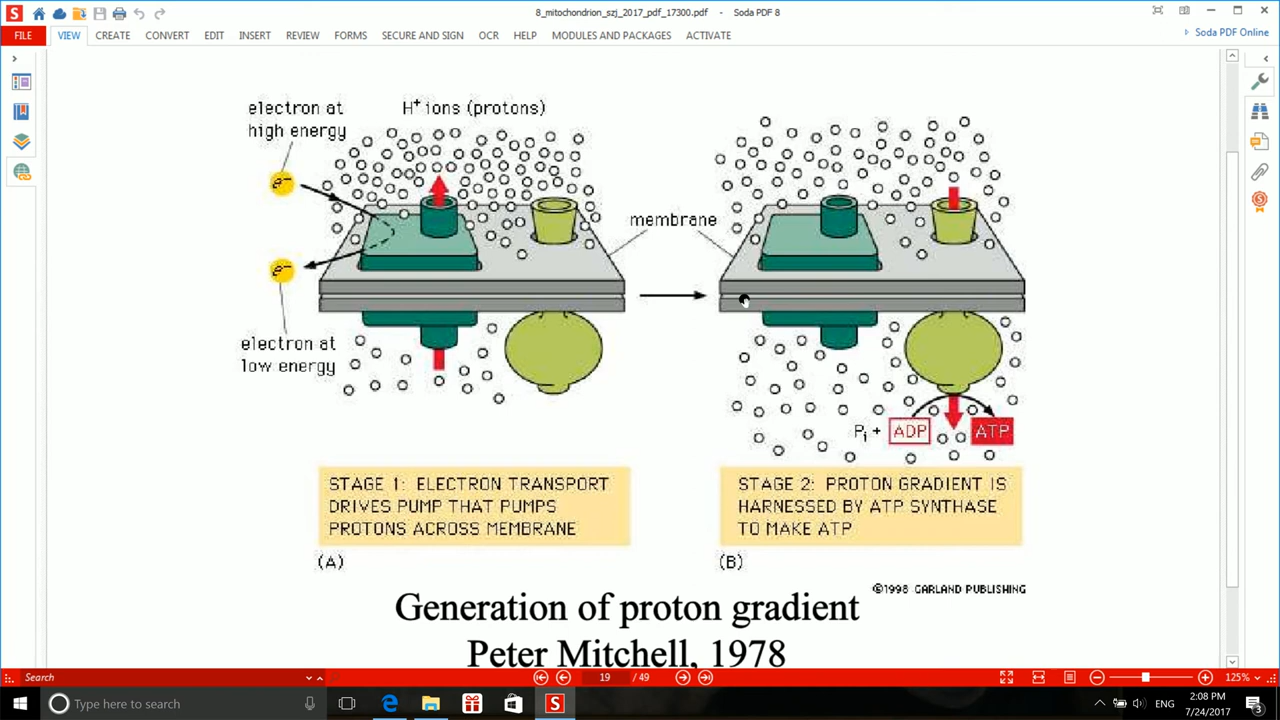 8_mitochondrion_szj_2017_pdf_17300.pdf - Soda PDF 8
FILE VIEW CREATE CONVERT EDIT INSERT REVIEW FORMS SECURE AND SIGN OCR HELP MODULES AND PACKAGES ACTIVATE Soda PDF Online
electron at
high energy
H+ ions (protons)
e-
membrane
e-
electron at
low energy
Pi + ADP ATP
STAGE 1: ELECTRON TRANSPORT
DRIVES PUMP THAT PUMPS
PROTONS ACROSS MEMBRANE
(A)
STAGE 2: PROTON GRADIENT IS
HARNESSED BY ATP SYNTHASE
TO MAKE ATP
(B)
©1998 GARLAND PUBLISHING
Generation of proton gradient
Peter Mitchell, 1978
Search 19 / 49 125%
Type here to search ENG 2:08 PM
7/24/2017